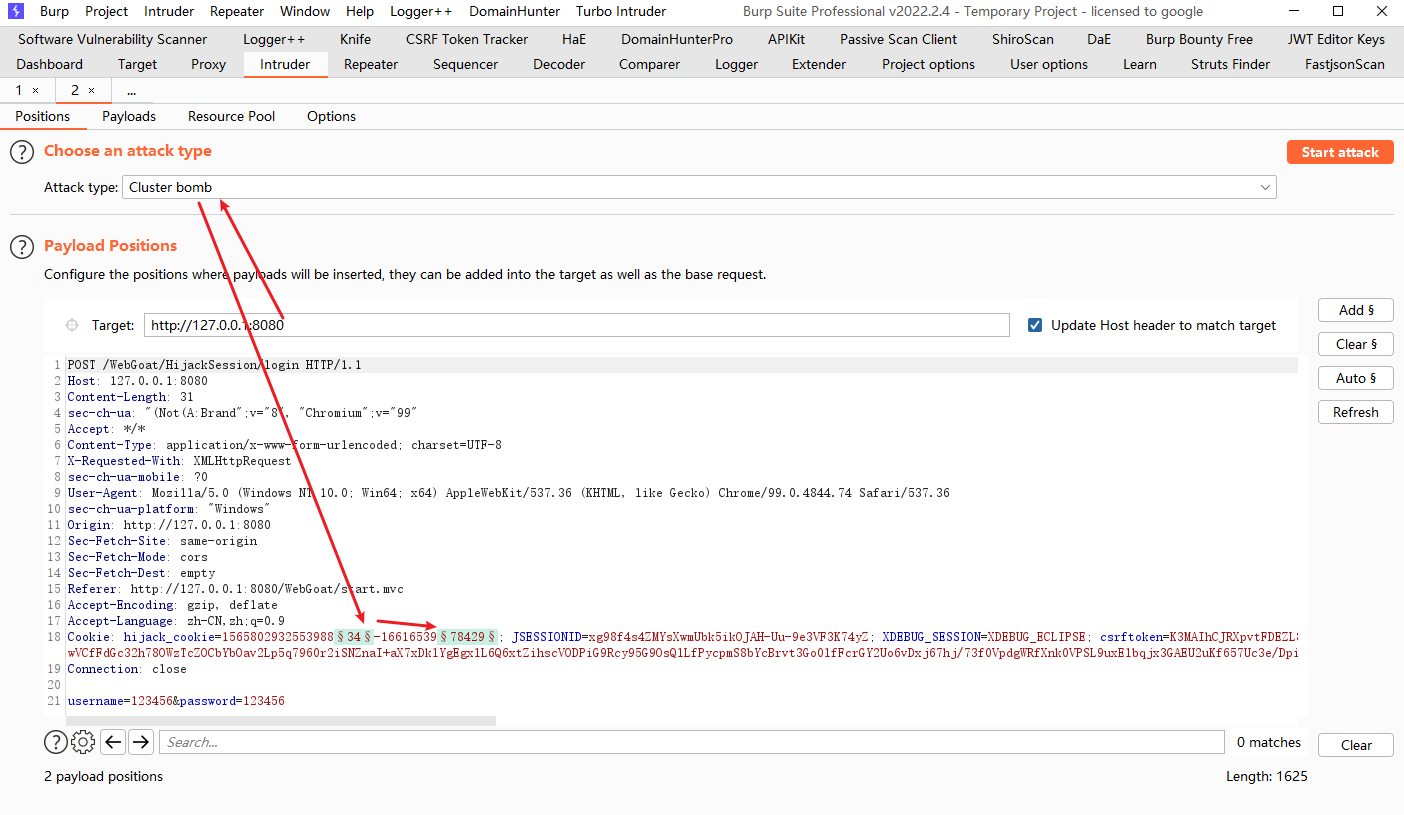 Burp Project Intruder Repeater Window Help Logger++ DomainHunter Turbo Intruder Burp Suite Professional v2022.2.4 - Temporary Project - licensed to google
Software Vulnerability Scanner Logger++ Knife CSRF Token Tracker HaE DomainHunterPro APIKit Passive Scan Client ShiroScan DaE Burp Bounty Free JWT Editor Keys
Dashboard Target Proxy Intruder Repeater Sequencer Decoder Comparer Logger Extender Project options User options Learn Struts Finder FastjsonScan
1 × 2 × ...
Positions Payloads Resource Pool Options
? Choose an attack type Start attack
Attack type: Cluster bomb
? Payload Positions
Configure the positions where payloads will be inserted, they can be added into the target as well as the base request.
Target: http://127.0.0.1:8080 Update Host header to match target
Add §
Clear §
Auto §
Refresh
1 POST /WebGoat/HijackSession/login HTTP/1.1
2 Host: 127.0.0.1:8080
3 Content-Length: 31
4 sec-ch-ua: "(Not(A:Brand";v="8", "Chromium";v="99"
5 Accept: */*
6 Content-Type: application/x-www-form-urlencoded; charset=UTF-8
7 X-Requested-With: XMLHttpRequest
8 sec-ch-ua-mobile: ?0
9 User-Agent: Mozilla/5.0 (Windows NT 10.0; Win64; x64) AppleWebKit/537.36 (KHTML, like Gecko) Chrome/99.0.4844.74 Safari/537.36
10 sec-ch-ua-platform: "Windows"
11 Origin: http://127.0.0.1:8080
12 Sec-Fetch-Site: same-origin
13 Sec-Fetch-Mode: cors
14 Sec-Fetch-Dest: empty
15 Referer: http://127.0.0.1:8080/WebGoat/start.mvc
16 Accept-Encoding: gzip, deflate
17 Accept-Language: zh-CN,zh;q=0.9
18 Cookie: hijack_cookie=1565802932553988§34§-16616539§78429§; JSESSIONID=xg98f4s4ZMYsXwmUbk5ikOJAH-Uu-9e3VF3K74yZ; XDEBUG_SESSION=XDEBUG_ECLIPSE; csrftoken=K3MAIhCJRXpvtFDEZL8
wVCfFdGc32h78OWzTcZOCbYbOav2Lp5q796Or2iSNZnaI+aX7xDklYgEgxlL6Q6xtZihscVODPiG9Rcy95G9OsQlLfPycpmS8bYcBrvt3Go0lfFcrGY2Uo6vDxj67hj/73f0VpdgWRfXnk0VPSL9uxElbqjx3GAEU2uKf657Uc3e/Dpi
19 Connection: close
20
21 username=123456&password=123456
? Search... 0 matches Clear
2 payload positions Length: 1625